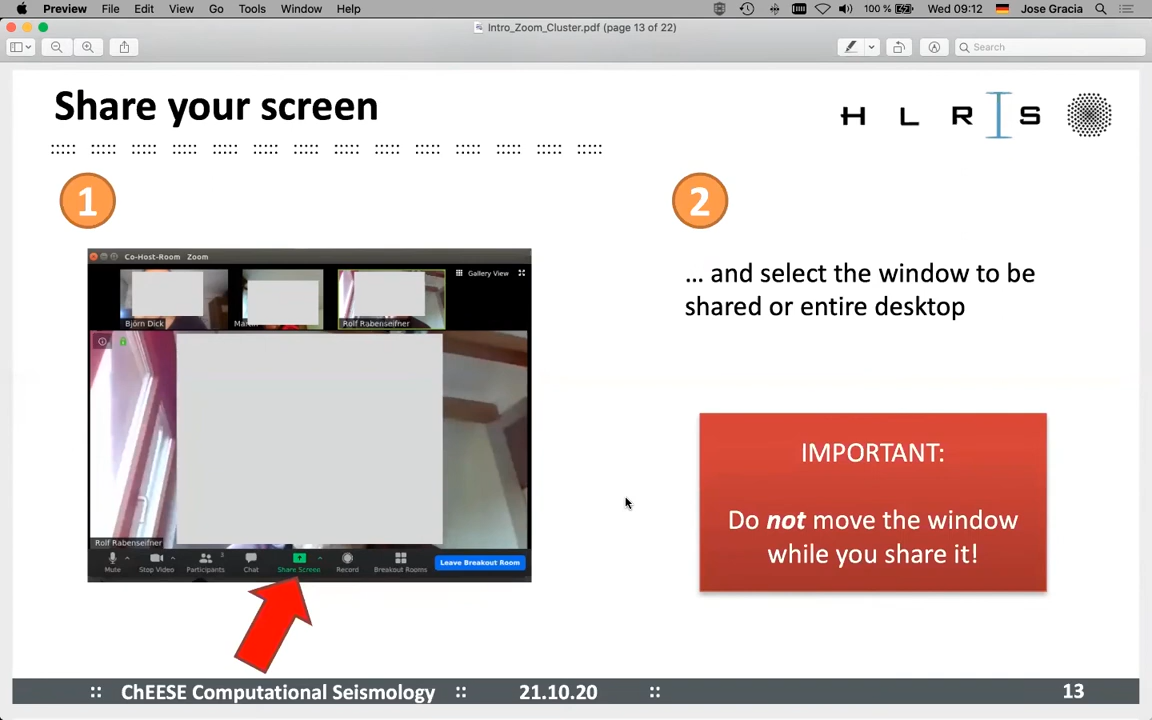 Preview File Edit View Go Tools Window Help 100 % Wed 09:12 Jose Gracia
Intro_Zoom_Cluster.pdf (page 13 of 22)
Search
Share your screen
H L R I S
1
2
Co-Host-Room Zoom
Gallery View
Björn Dick
Rolf Rabenseifner
Rolf Rabenseifner
Mute
Stop Video
Participants 3
Chat
Share Screen
Record
Breakout Rooms
Leave Breakout Room
... and select the window to be
shared or entire desktop
IMPORTANT:
Do not move the window
while you share it!
:: ChEESE Computational Seismology :: 21.10.20 :: 13